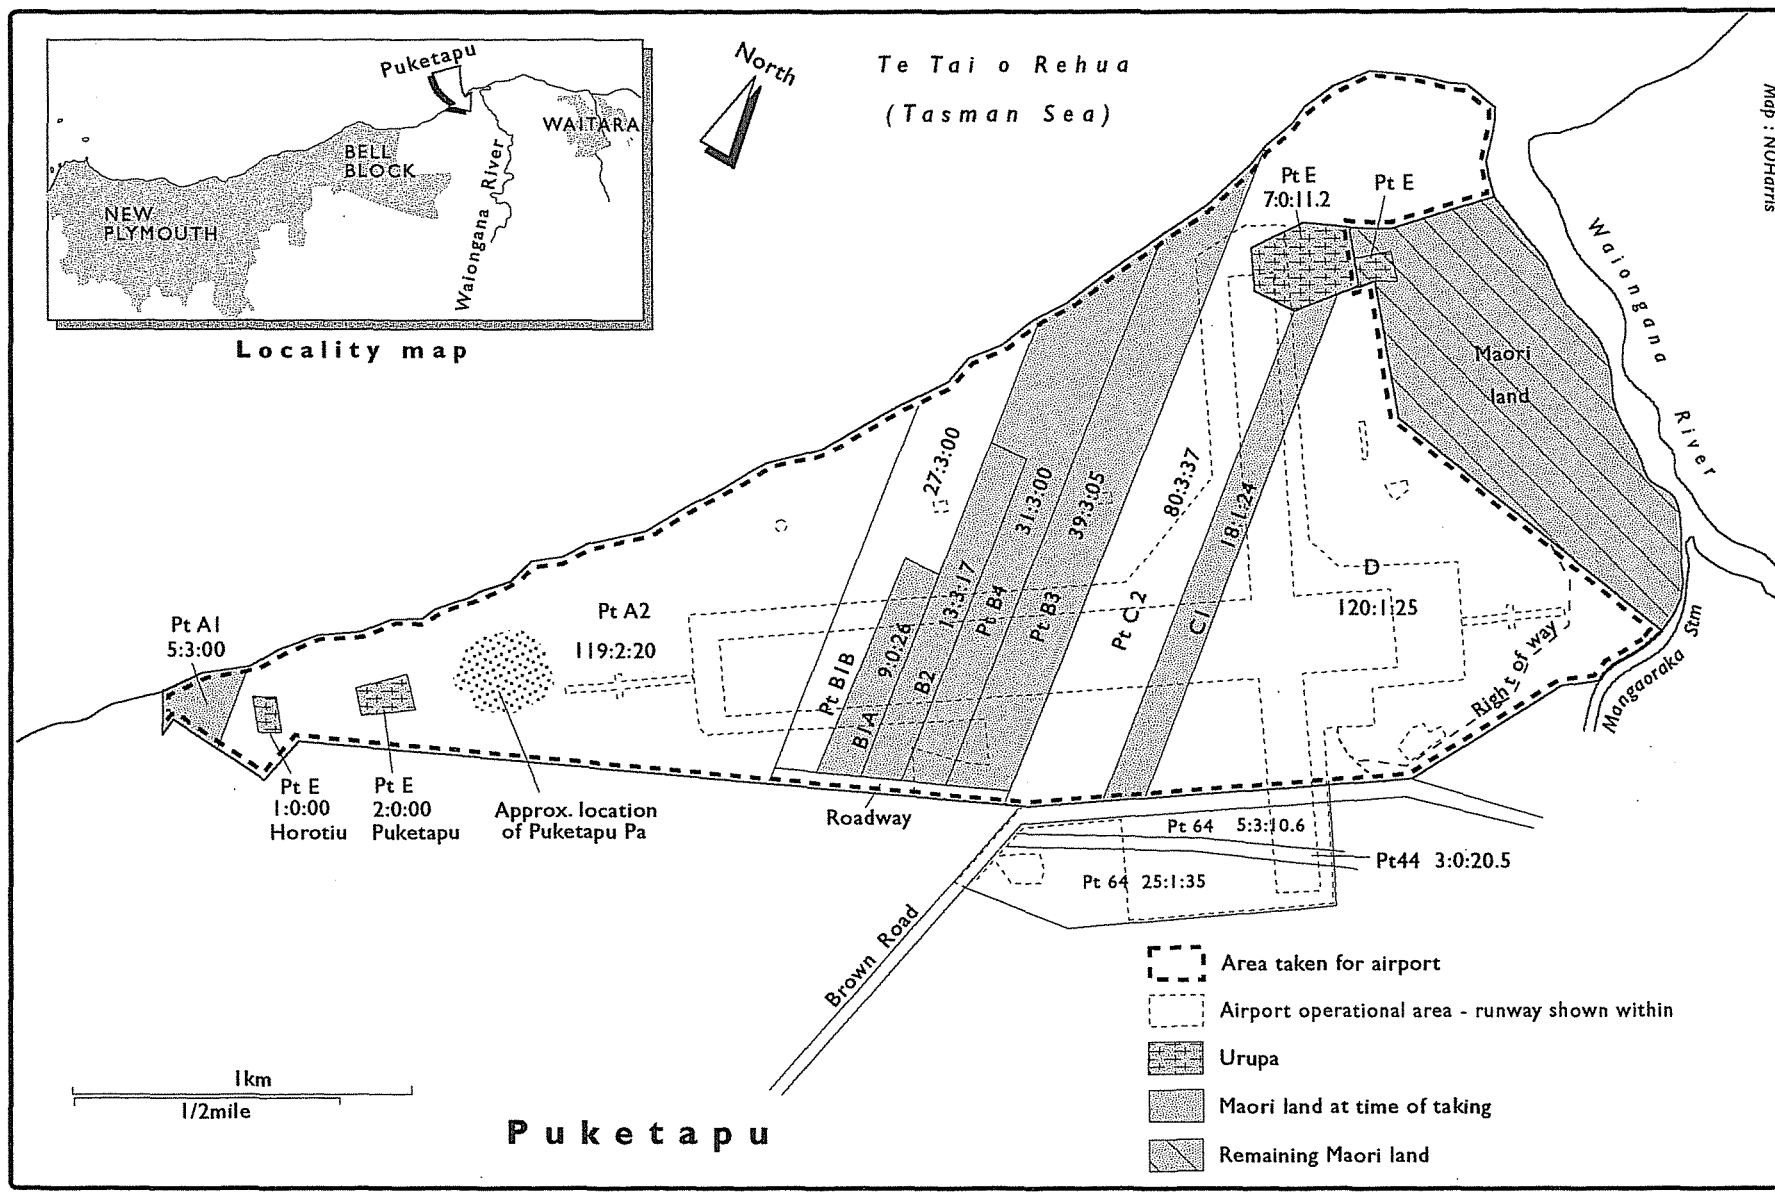 Puketapu
WAITARA
BELL
BLOCK
NEW
PLYMOUTH
Waiongana River
Locality map
North
Te Tai o Rehua
(Tasman Sea)
Map : NOHarris
Pt E
7:0:11.2
Pt E
Waiongana River
Maori
land
27:3:00
31:3:00
39:3:05
80:3:37
18:1:24
D
120:1:25
Pt A1
5:3:00
Pt A2
119:2:20
Pt B1B
9:0:26
B1A
13:3:17
B2
Pt B4
Pt B3
Pt C2
C1
Right of way
Mangaoraka Stm
Pt E
1:0:00
Horotiu
Pt E
2:0:00
Puketapu
Approx. location
of Puketapu Pa
Roadway
Pt 64 5:3:10.6
Pt44 3:0:20.5
Pt 64 25:1:35
Brown Road
Area taken for airport
Airport operational area - runway shown within
Urupa
Maori land at time of taking
Remaining Maori land
1km
1/2mile
Puketapu